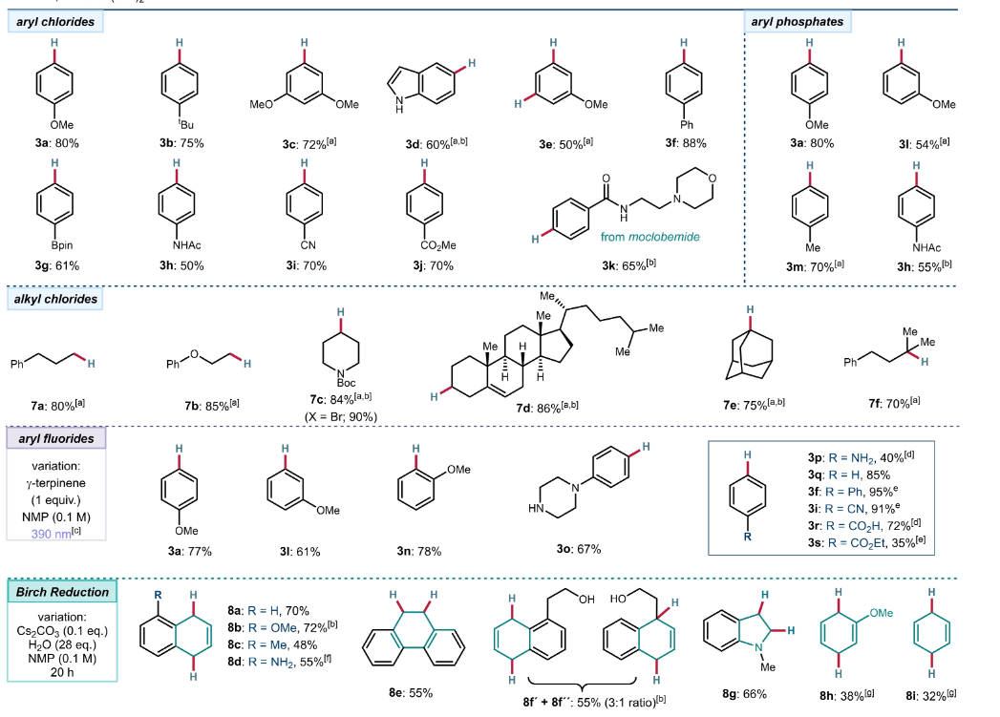 aryl chlorides
aryl phosphates
H H H H H H H H
OMe tBu MeO OMe N H H OMe Ph OMe OMe
3a: 80% 3b: 75% 3c: 72%[a] 3d: 60%[a,b] 3e: 50%[a] 3f: 88% 3a: 80% 3l: 54%[a]
H H H H O N H N O H H H
Bpin NHAc CN CO2Me from moclobemide Me NHAc
3g: 61% 3h: 50% 3i: 70% 3j: 70% 3k: 65%[b] 3m: 70%[a] 3h: 55%[b]
alkyl chlorides
Ph H Ph O H H N Boc Me Me Me H H H H Me Me H Ph Me Me H
7a: 80%[a] 7b: 85%[a] 7c: 84%[a,b] 7d: 86%[a,b] 7e: 75%[a,b] 7f: 70%[a]
(X = Br; 90%)
aryl fluorides
variation:
γ-terpinene
(1 equiv.)
NMP (0.1 M)
390 nm[c]
H OMe H OMe H OMe HN N H H R
3a: 77% 3l: 61% 3n: 78% 3o: 67%
3p: R = NH2, 40%[d]
3q: R = H, 85%
3f: R = Ph, 95%e
3i: R = CN, 91%e
3r: R = CO2H, 72%[d]
3s: R = CO2Et, 35%[e]
Birch Reduction
variation:
Cs2CO3 (0.1 eq.)
H2O (28 eq.)
NMP (0.1 M)
20 h
R H H
8a: R = H, 70%
8b: R = OMe, 72%[b]
8c: R = Me, 48%
8d: R = NH2, 55%[f]
H H
8e: 55%
H OH H HO H H
8f´ + 8f´´: 55% (3:1 ratio)[b]
H H N Me
8g: 66%
H OMe H
8h: 38%[g]
H H
8i: 32%[g]